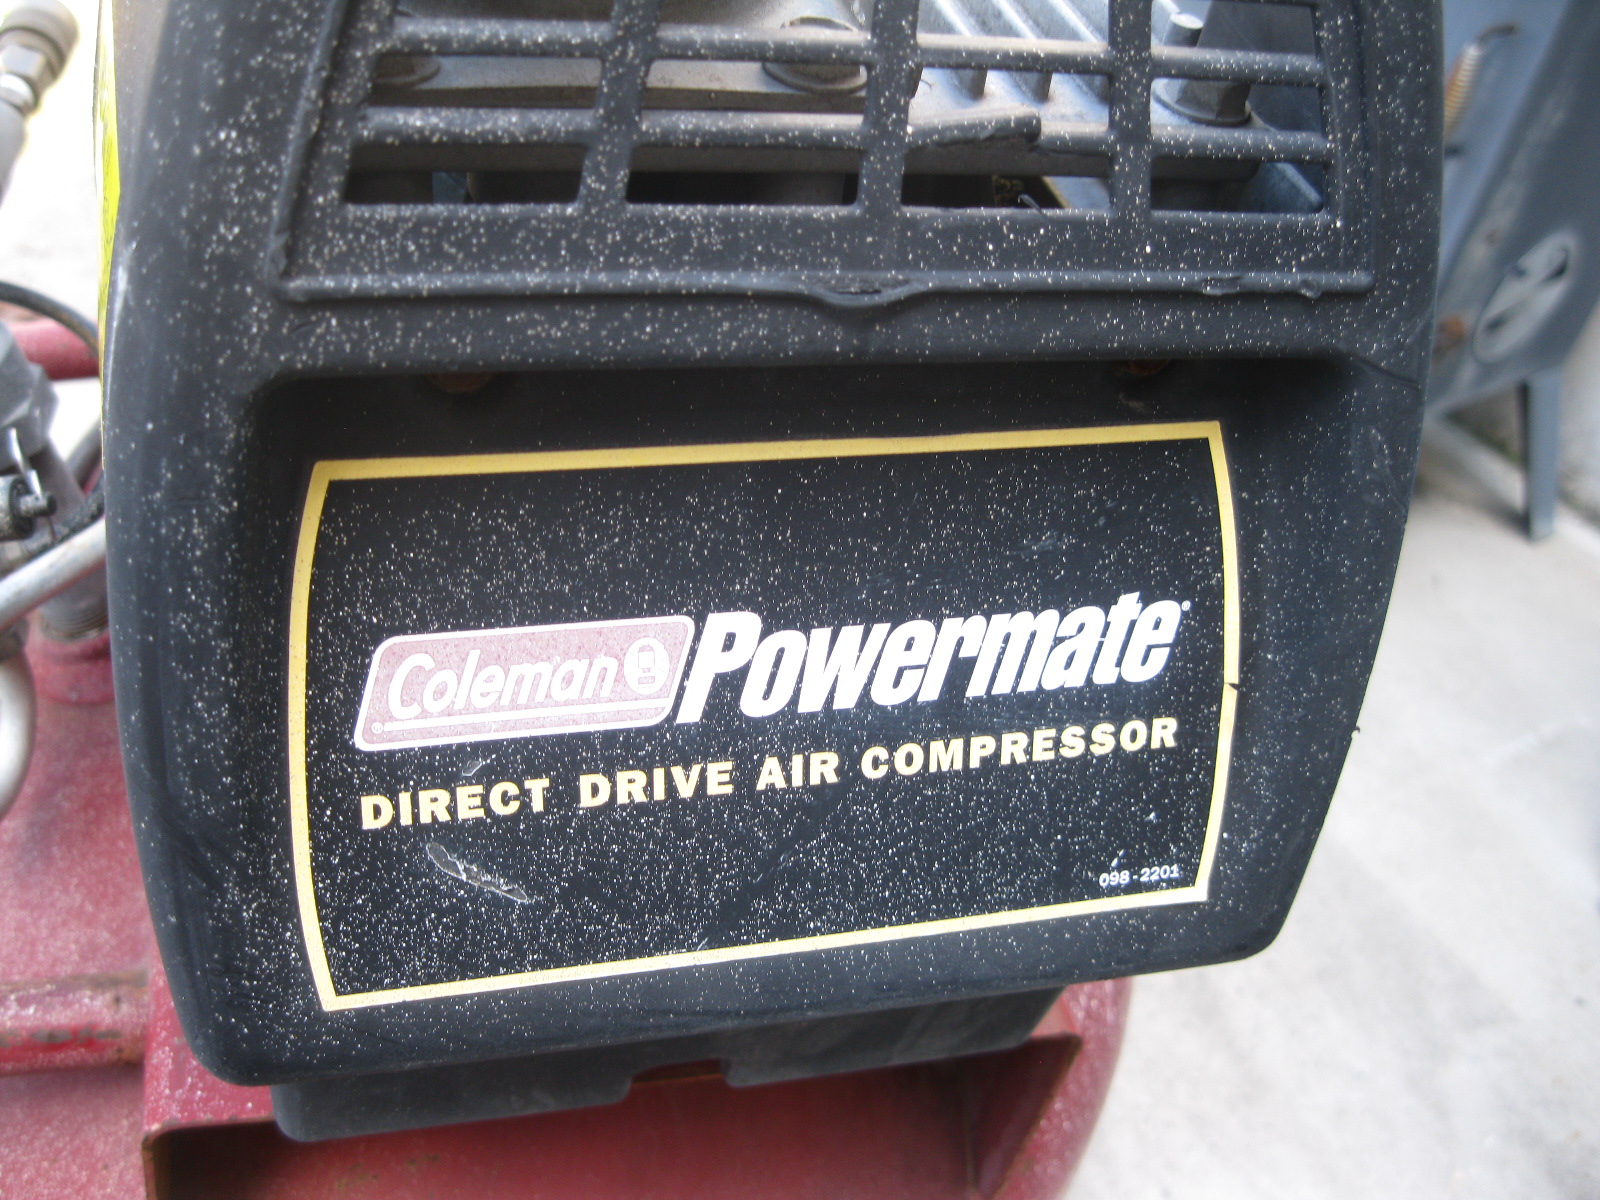 Coleman Powermate®
DIRECT DRIVE AIR COMPRESSOR
098-2201